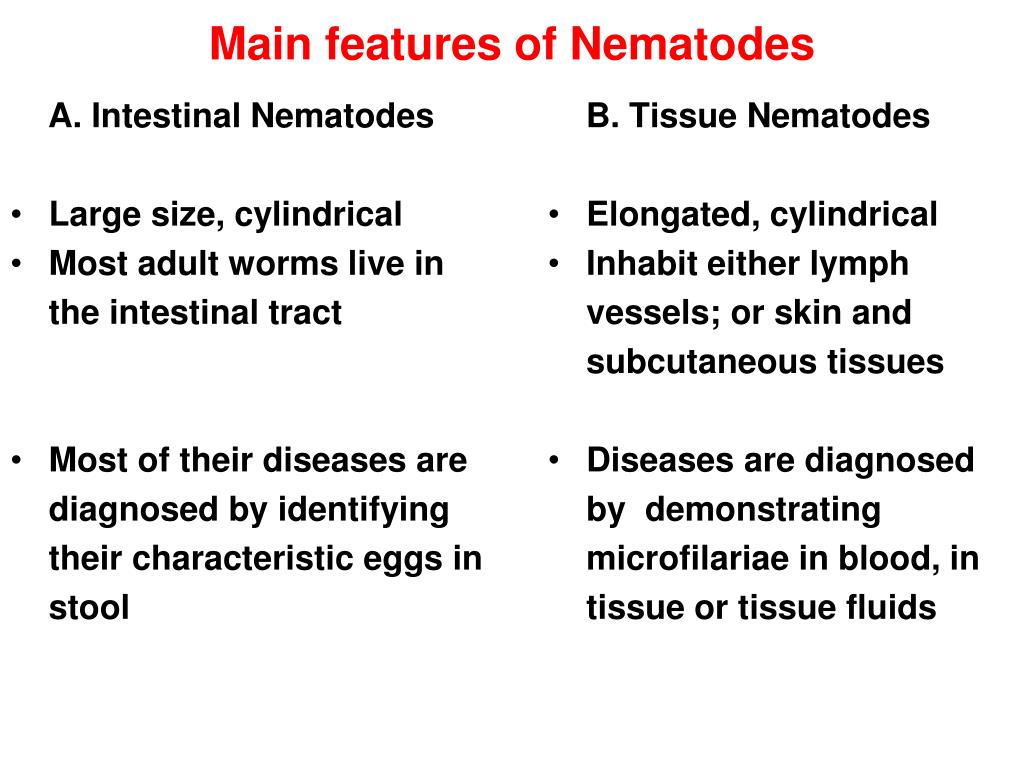 Main features of Nematodes
A. Intestinal Nematodes
• Large size, cylindrical
• Most adult worms live in
the intestinal tract
• Most of their diseases are
diagnosed by identifying
their characteristic eggs in
stool
B. Tissue Nematodes
• Elongated, cylindrical
• Inhabit either lymph
vessels; or skin and
subcutaneous tissues
• Diseases are diagnosed
by  demonstrating
microfilariae in blood, in
tissue or tissue fluids